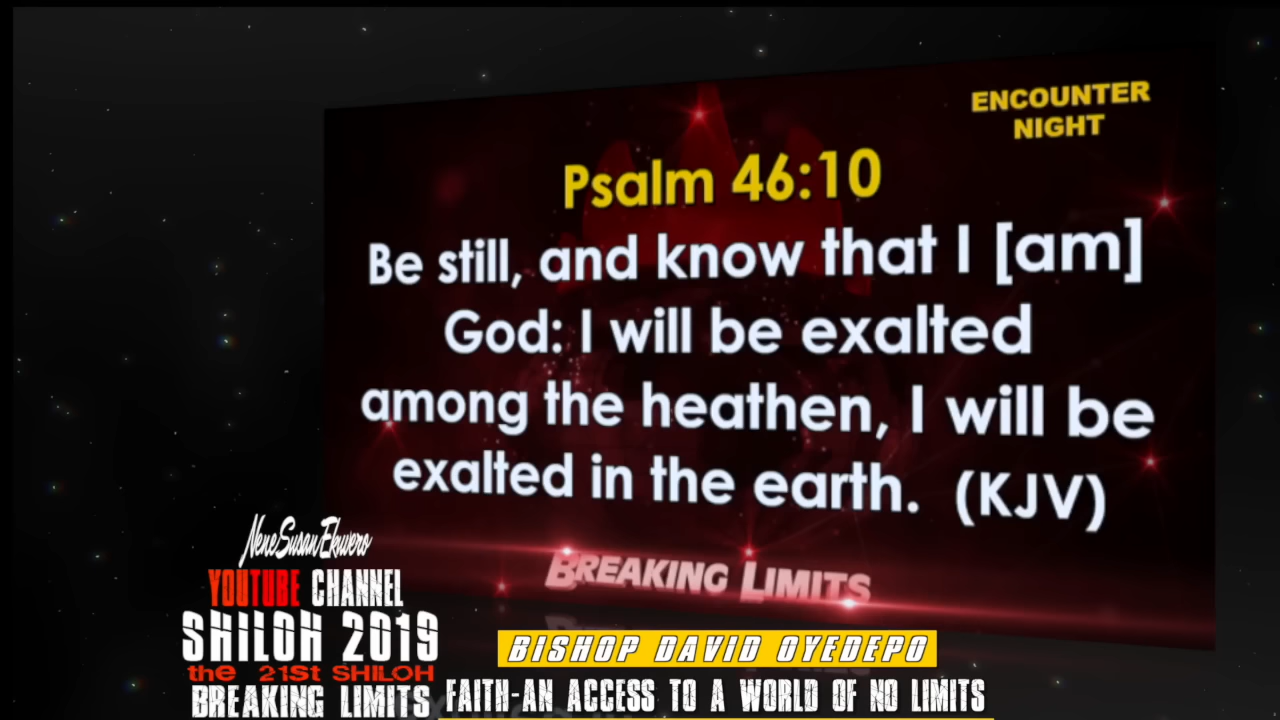 ENCOUNTER
NIGHT
Psalm 46:10
Be still, and know that I [am]
God: I will be exalted
among the heathen, I will be
exalted in the earth. (KJV)
BREAKING LIMITS
NeneSusanEkwero
YOUTUBE CHANNEL
SHILOH 2019
the 21st SHILOH
BREAKING LIMITS
BISHOP DAVID OYEDEPO
FAITH-AN ACCESS TO A WORLD OF NO LIMITS